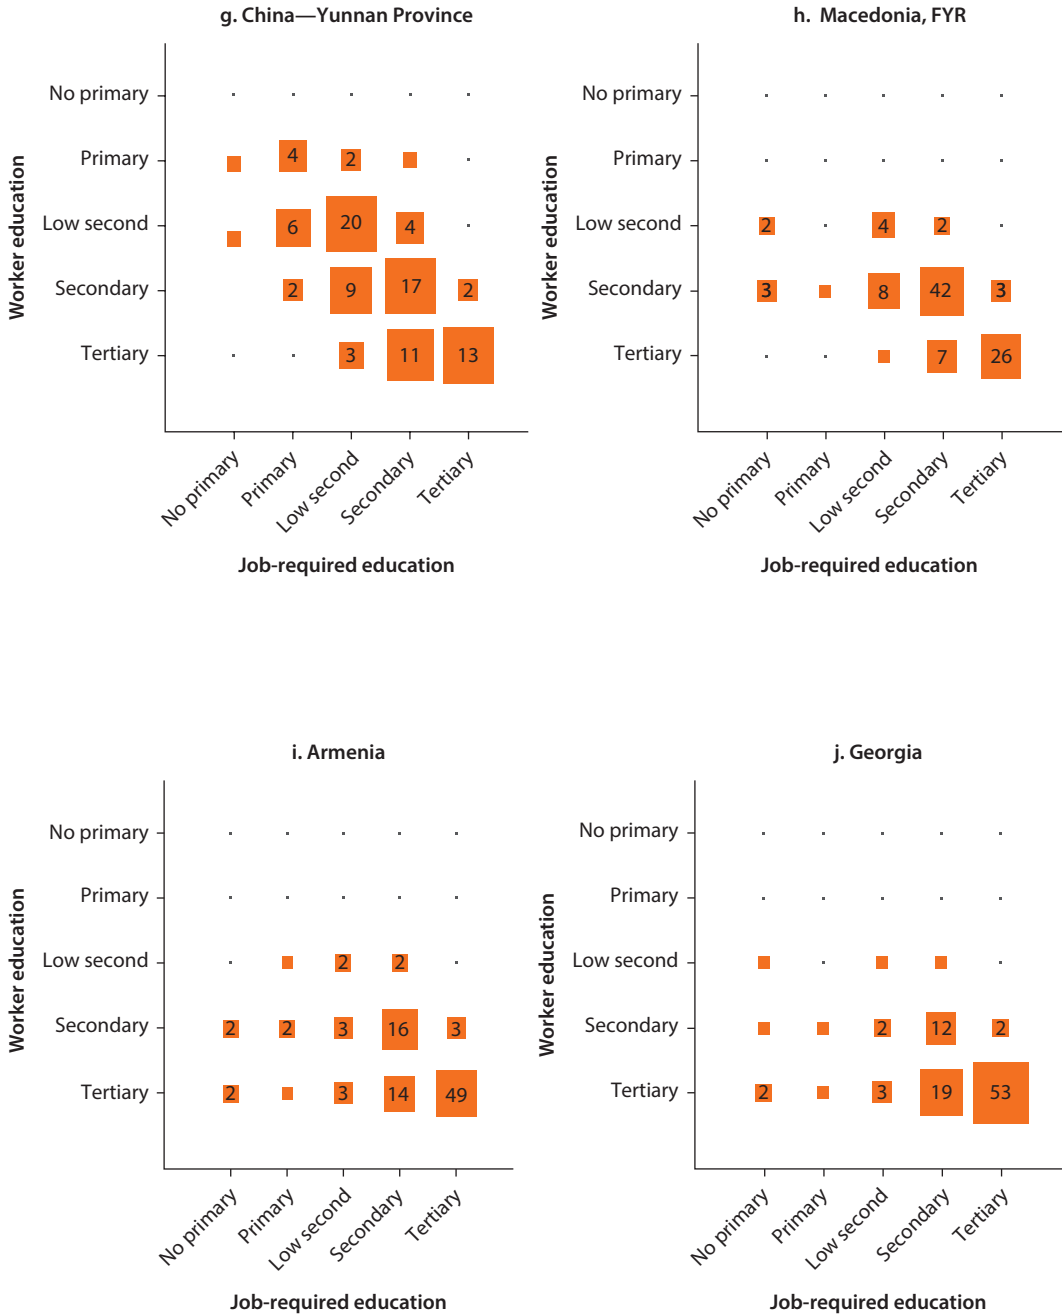 g. China—Yunnan Province
Worker education
No primary
Primary
4
2
Low second
6
20
4
Secondary
2
9
17
2
Tertiary
3
11
13
No primary
Primary
Low second
Secondary
Tertiary
Job-required education
h. Macedonia, FYR
Worker education
No primary
Primary
Low second
2
4
2
Secondary
3
8
42
3
Tertiary
7
26
No primary
Primary
Low second
Secondary
Tertiary
Job-required education
i. Armenia
Worker education
No primary
Primary
Low second
2
2
Secondary
2
2
3
16
3
Tertiary
2
3
14
49
No primary
Primary
Low second
Secondary
Tertiary
Job-required education
j. Georgia
Worker education
No primary
Primary
Low second
Secondary
2
12
2
Tertiary
2
3
19
53
No primary
Primary
Low second
Secondary
Tertiary
Job-required education